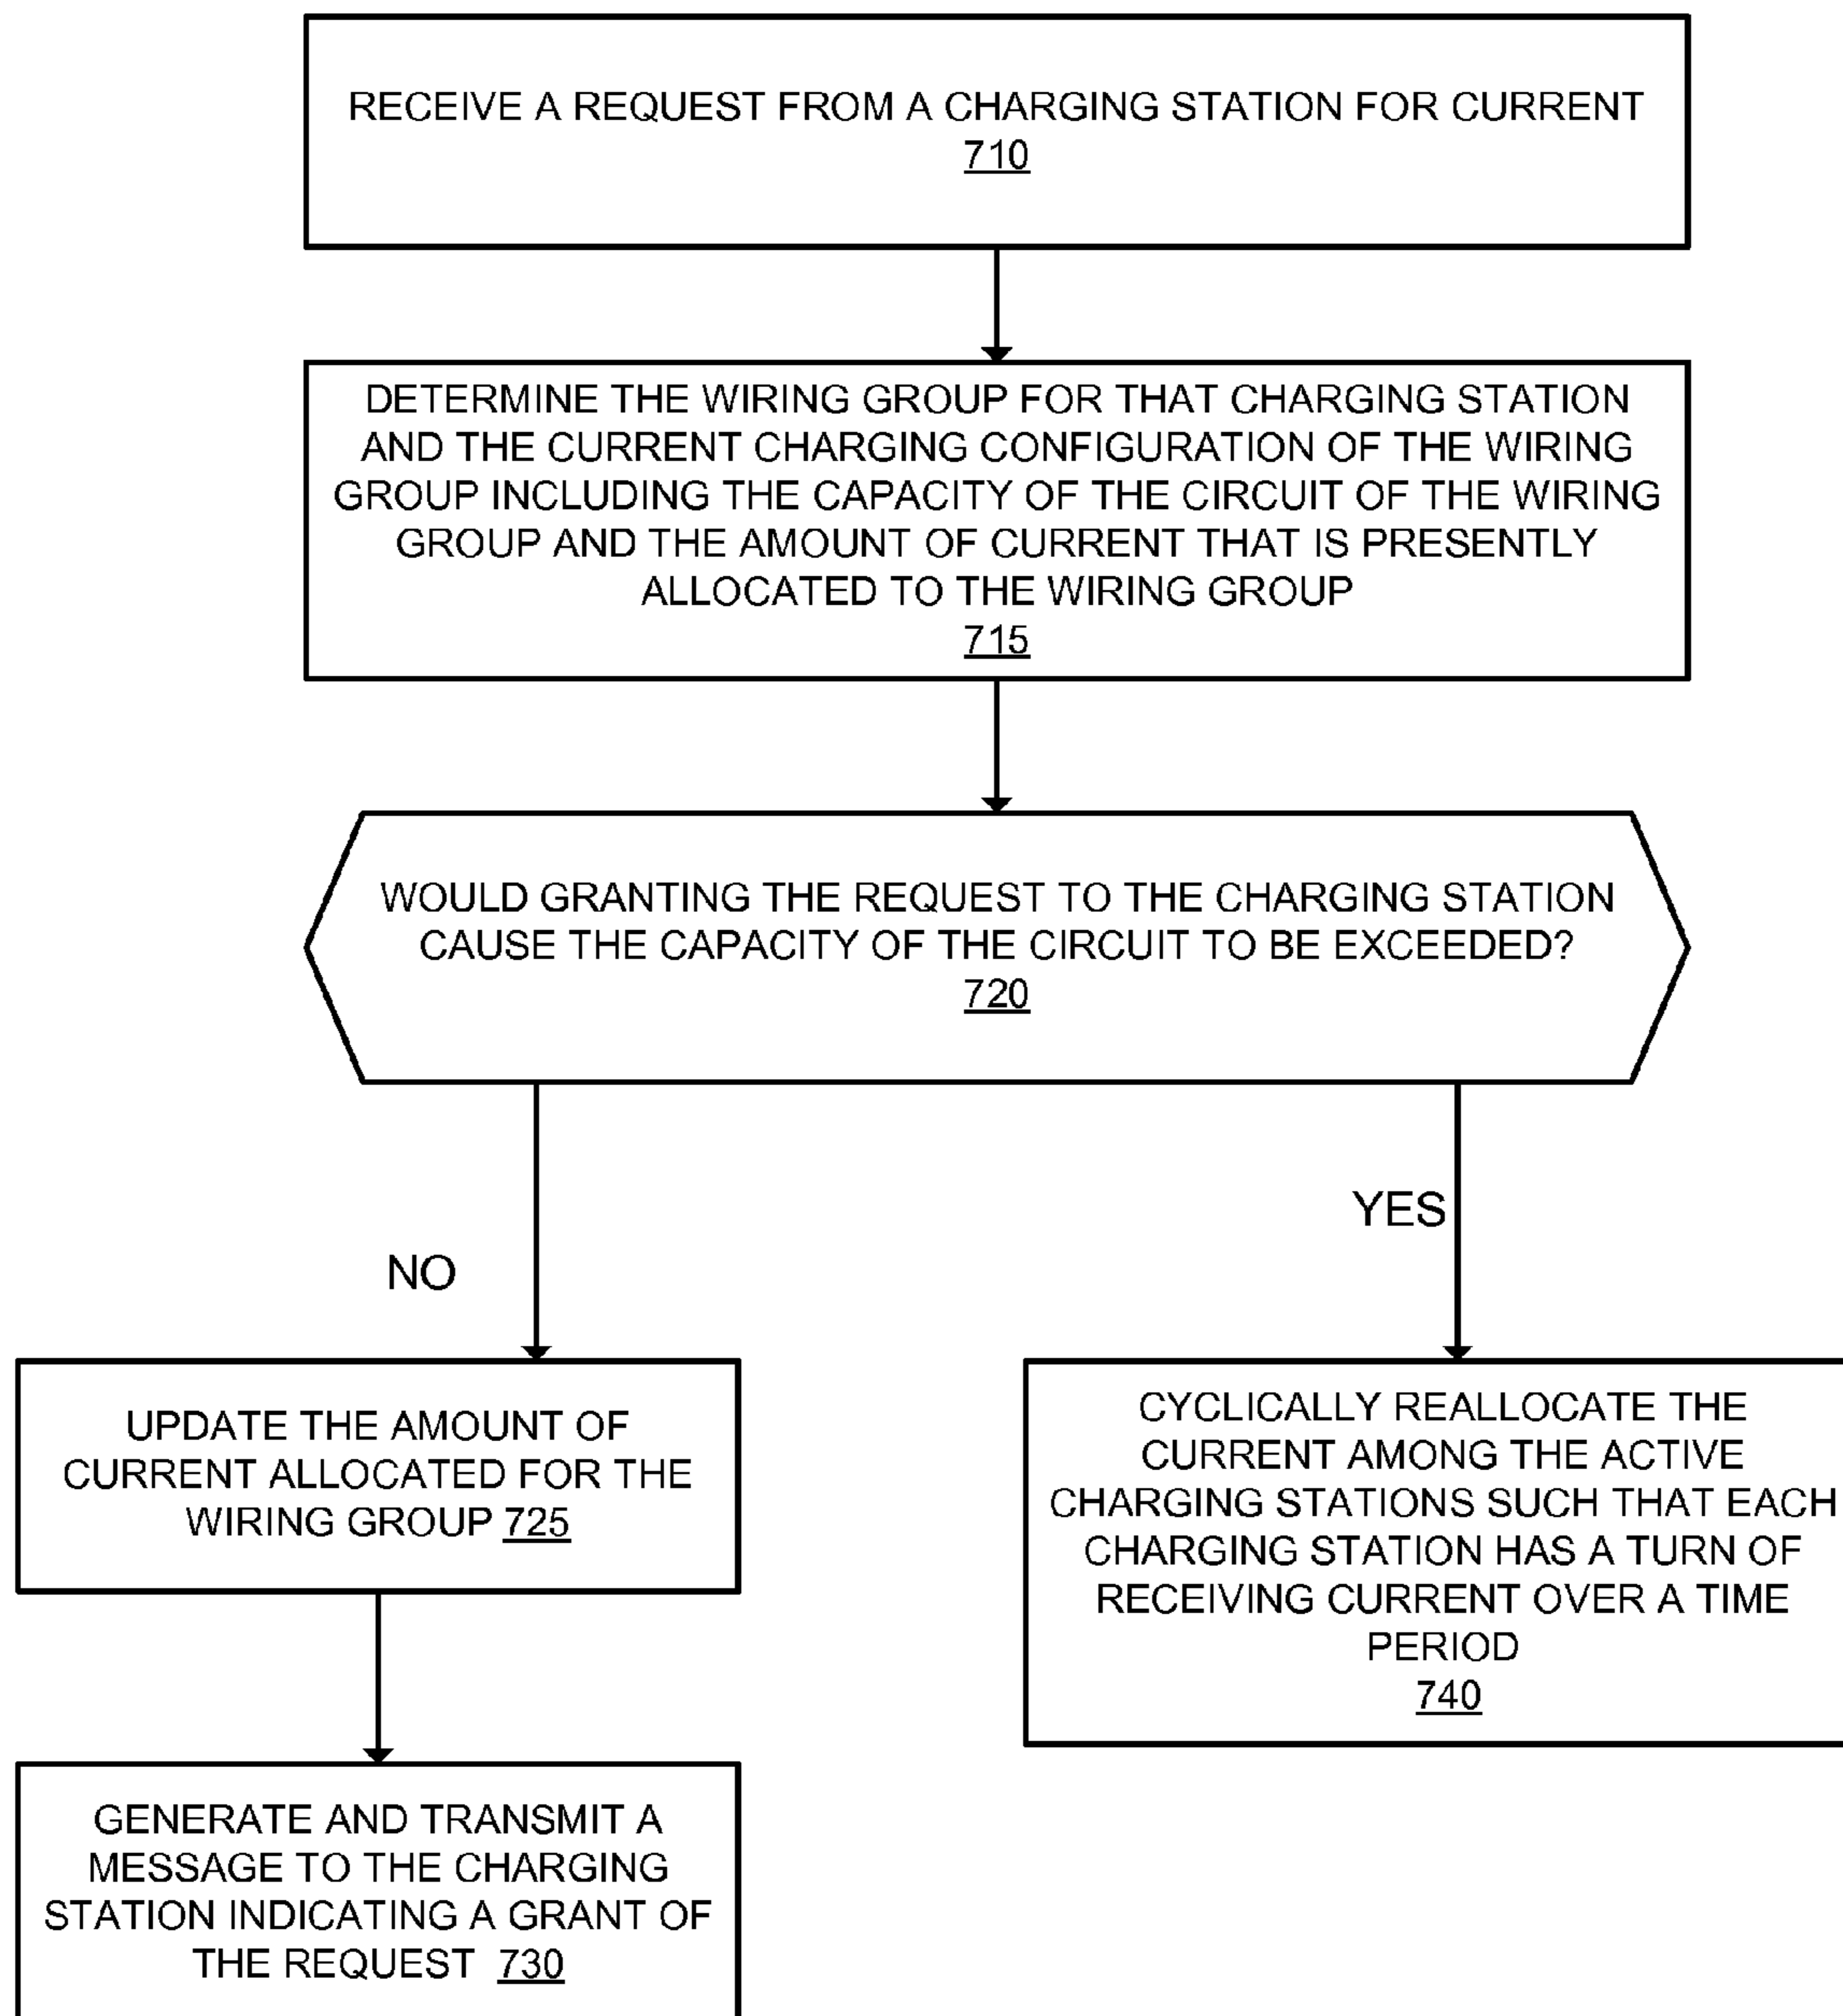 RECEIVE A REQUEST FROM A CHARGING STATION FOR CURRENT
710
DETERMINE THE WIRING GROUP FOR THAT CHARGING STATION
AND THE CURRENT CHARGING CONFIGURATION OF THE WIRING
GROUP INCLUDING THE CAPACITY OF THE CIRCUIT OF THE WIRING
GROUP AND THE AMOUNT OF CURRENT THAT IS PRESENTLY
ALLOCATED TO THE WIRING GROUP
715
WOULD GRANTING THE REQUEST TO THE CHARGING STATION
CAUSE THE CAPACITY OF THE CIRCUIT TO BE EXCEEDED?
720
NO
YES
UPDATE THE AMOUNT OF
CURRENT ALLOCATED FOR THE
WIRING GROUP 725
GENERATE AND TRANSMIT A
MESSAGE TO THE CHARGING
STATION INDICATING A GRANT OF
THE REQUEST 730
CYCLICALLY REALLOCATE THE
CURRENT AMONG THE ACTIVE
CHARGING STATIONS SUCH THAT EACH
CHARGING STATION HAS A TURN OF
RECEIVING CURRENT OVER A TIME
PERIOD
740